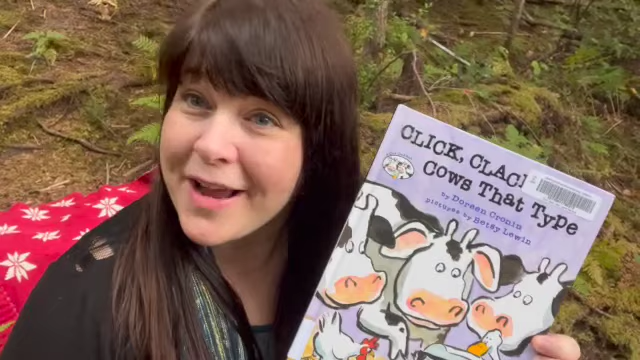 CLICK, CLAC
COWS THAT TYPE
by Doreen Cronin
pictures by Betsy Lewin